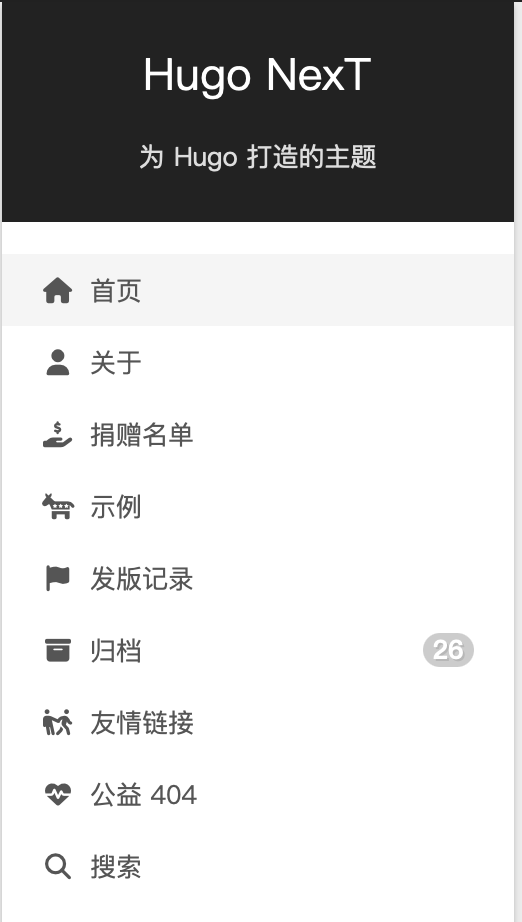 Hugo NexT
为 Hugo 打造的主题
首页
关于
捐赠名单
示例
发版记录
归档 26
友情链接
公益 404
搜索